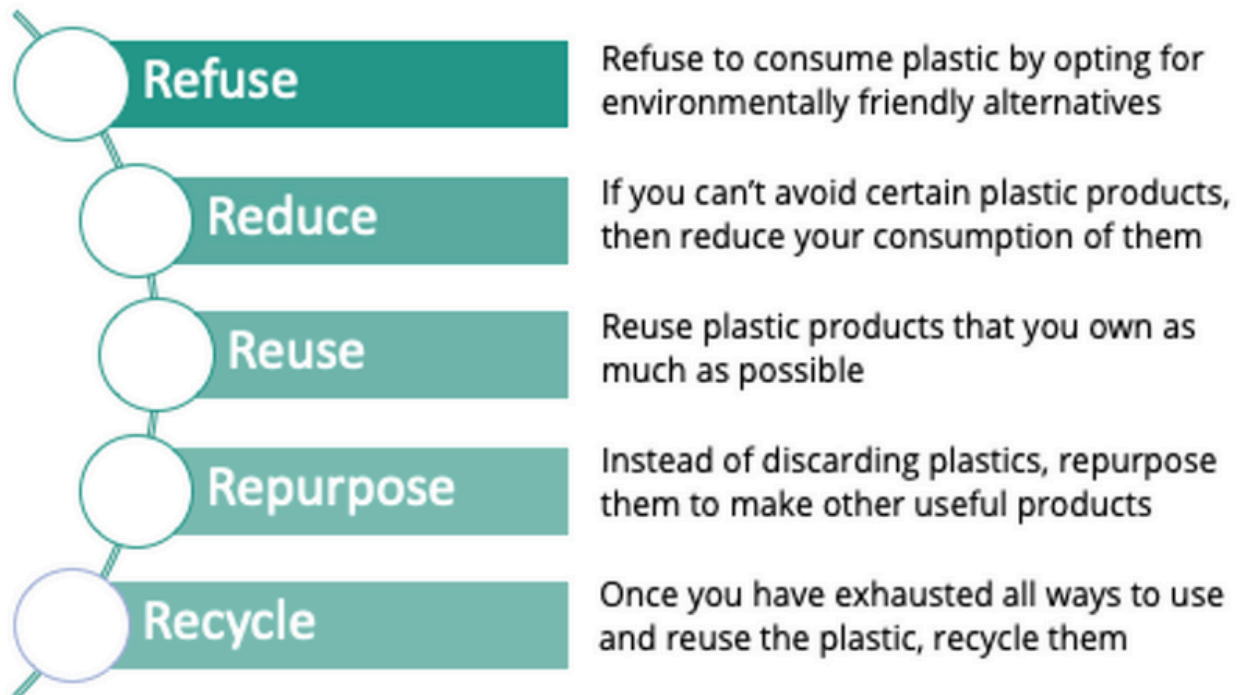 Refuse
Refuse to consume plastic by opting for
environmentally friendly alternatives
Reduce
If you can't avoid certain plastic products,
then reduce your consumption of them
Reuse
Reuse plastic products that you own as
much as possible
Repurpose
Instead of discarding plastics, repurpose
them to make other useful products
Recycle
Once you have exhausted all ways to use
and reuse the plastic, recycle them